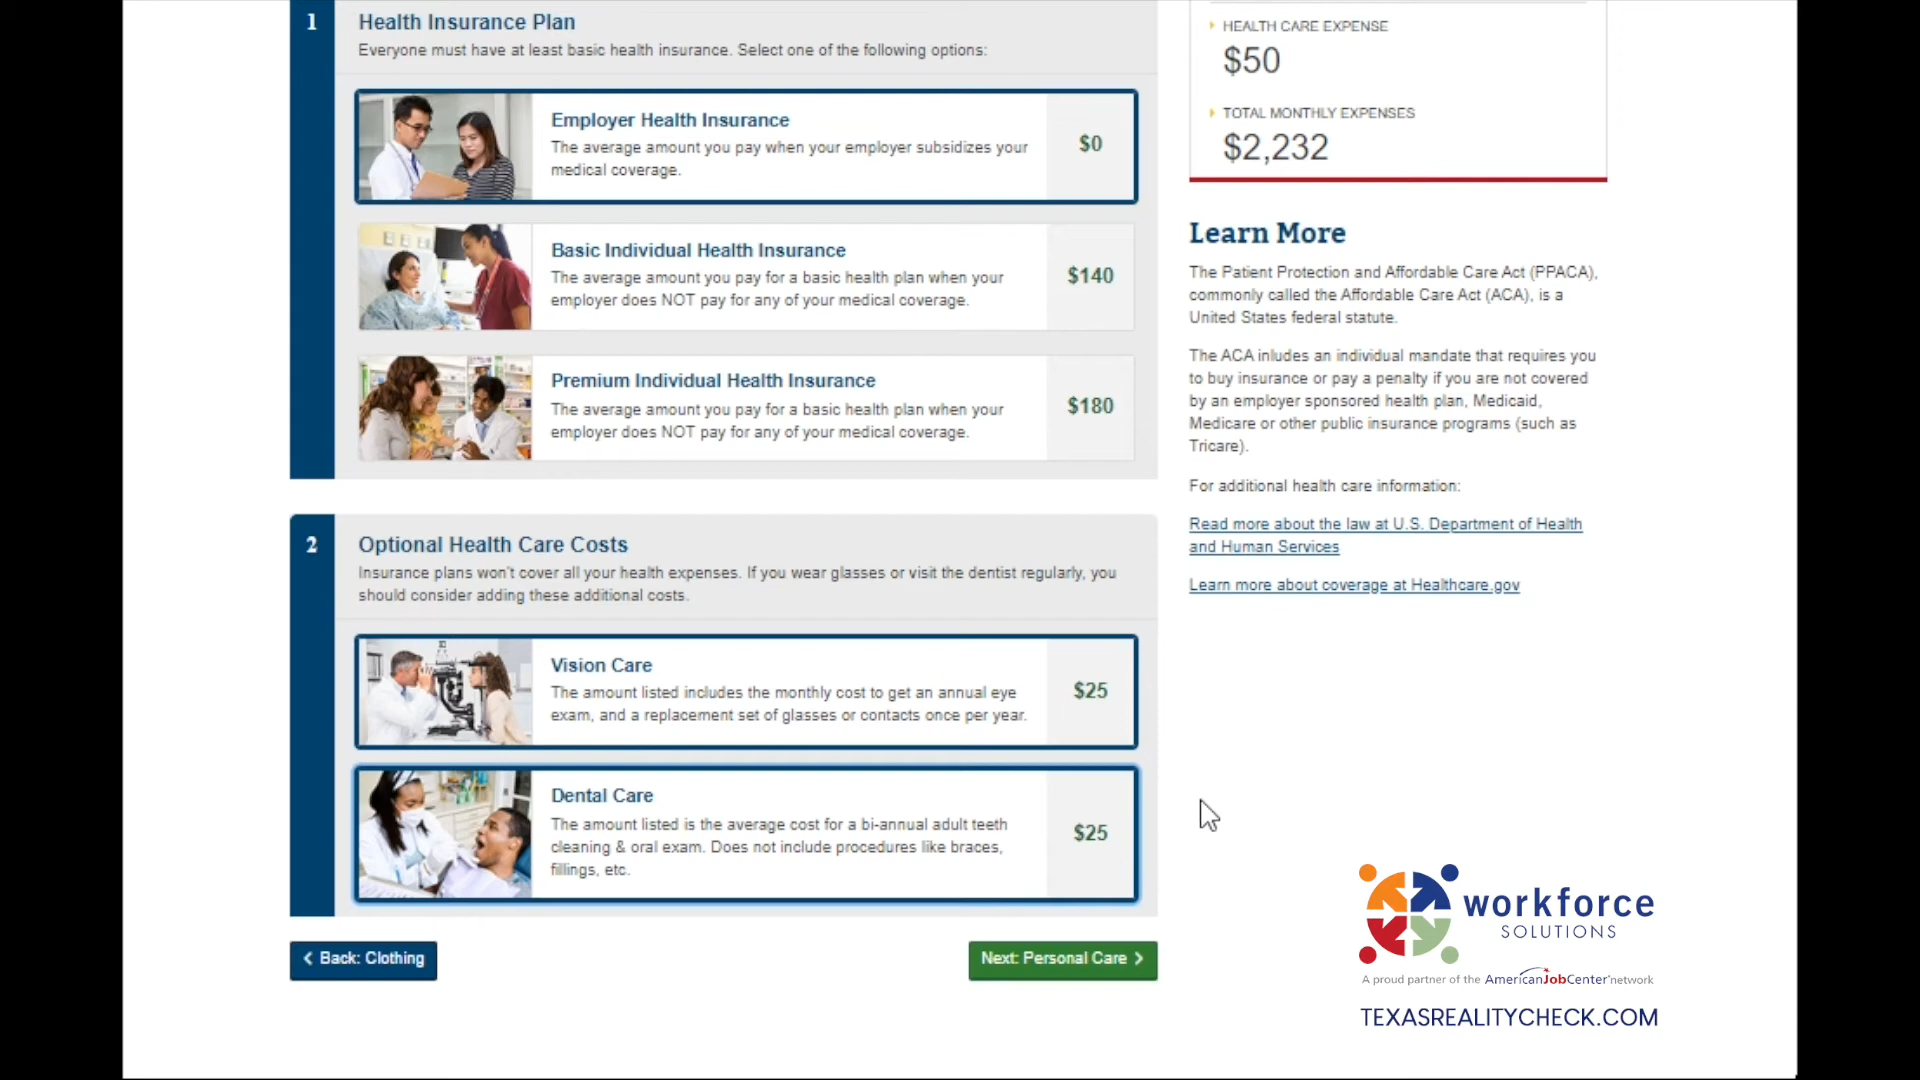 1
Health Insurance Plan
Everyone must have at least basic health insurance. Select one of the following options:
Employer Health Insurance
The average amount you pay when your employer subsidizes your
medical coverage.
$0
Basic Individual Health Insurance
The average amount you pay for a basic health plan when your
employer does NOT pay for any of your medical coverage.
$140
Premium Individual Health Insurance
The average amount you pay for a basic health plan when your
employer does NOT pay for any of your medical coverage.
$180
2
Optional Health Care Costs
Insurance plans won't cover all your health expenses. If you wear glasses or visit the dentist regularly, you
should consider adding these additional costs.
Vision Care
The amount listed includes the monthly cost to get an annual eye
exam, and a replacement set of glasses or contacts once per year.
$25
Dental Care
The amount listed is the average cost for a bi-annual adult teeth
cleaning & oral exam. Does not include procedures like braces,
fillings, etc.
$25
Back: Clothing
Next: Personal Care
HEALTH CARE EXPENSE
$50
TOTAL MONTHLY EXPENSES
$2,232
Learn More
The Patient Protection and Affordable Care Act (PPACA),
commonly called the Affordable Care Act (ACA), is a
United States federal statute.
The ACA inludes an individual mandate that requires you
to buy insurance or pay a penalty if you are not covered
by an employer sponsored health plan, Medicaid,
Medicare or other public insurance programs (such as
Tricare).
For additional health care information:
Read more about the law at U.S. Department of Health
and Human Services
Learn more about coverage at Healthcare.gov
workforce
SOLUTIONS
A proud partner of the AmericanJobCenter network
TEXASREALITYCHECK.COM